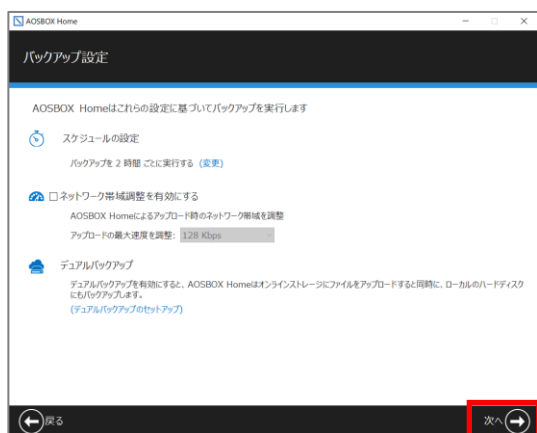 AOSBOX Home
バックアップ設定
AOSBOX Homeはこれらの設定に基づいてバックアップを実行します
スケジュールの設定
バックアップを 2 時間 ごとに実行する (変更)
ネットワーク帯域調整を有効にする
AOSBOX Homeによるアップロード時のネットワーク帯域を調整
アップロードの最大速度を調整: 128 Kbps
デュアルバックアップ
デュアルバックアップを有効にすると、AOSBOX Homeはオンラインストレージにファイルをアップロードすると同時に、ローカルのハードディスク
にもバックアップします。
(デュアルバックアップのセットアップ)
戻る
次へ